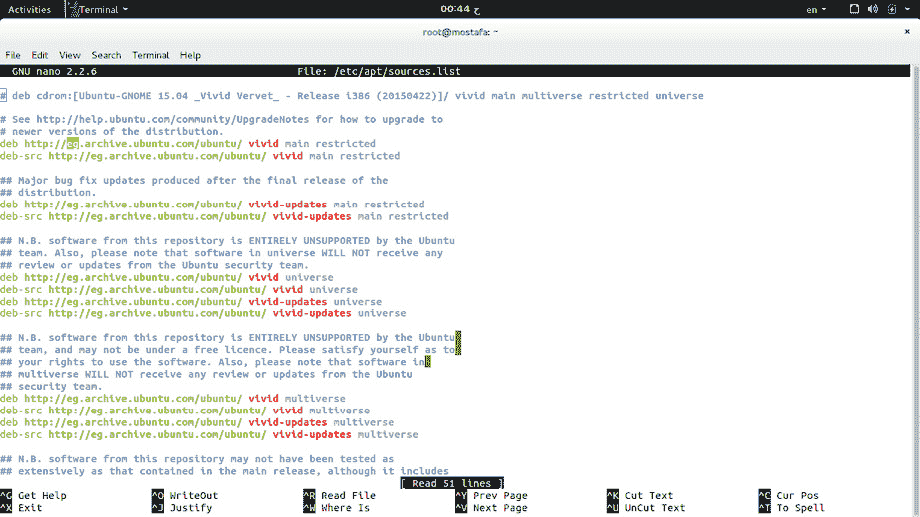 Activities Terminal 00:44 ح en
root@mostafa: ~
File Edit View Search Terminal Help
GNU nano 2.2.6 File: /etc/apt/sources.list
# deb cdrom:[Ubuntu-GNOME 15.04 _Vivid Vervet_ - Release i386 (20150422)]/ vivid main multiverse restricted universe
# See http://help.ubuntu.com/community/UpgradeNotes for how to upgrade to
# newer versions of the distribution.
deb http://eg.archive.ubuntu.com/ubuntu/ vivid main restricted
deb-src http://eg.archive.ubuntu.com/ubuntu/ vivid main restricted
## Major bug fix updates produced after the final release of the
## distribution.
deb http://eg.archive.ubuntu.com/ubuntu/ vivid-updates main restricted
deb-src http://eg.archive.ubuntu.com/ubuntu/ vivid-updates main restricted
## N.B. software from this repository is ENTIRELY UNSUPPORTED by the Ubuntu
## team. Also, please note that software in universe WILL NOT receive any
## review or updates from the Ubuntu security team.
deb http://eg.archive.ubuntu.com/ubuntu/ vivid universe
deb-src http://eg.archive.ubuntu.com/ubuntu/ vivid universe
deb http://eg.archive.ubuntu.com/ubuntu/ vivid-updates universe
deb-src http://eg.archive.ubuntu.com/ubuntu/ vivid-updates universe
## N.B. software from this repository is ENTIRELY UNSUPPORTED by the Ubuntu
## team, and may not be under a free licence. Please satisfy yourself as to
## your rights to use the software. Also, please note that software in
## multiverse WILL NOT receive any review or updates from the Ubuntu
## security team.
deb http://eg.archive.ubuntu.com/ubuntu/ vivid multiverse
deb-src http://eg.archive.ubuntu.com/ubuntu/ vivid multiverse
deb http://eg.archive.ubuntu.com/ubuntu/ vivid-updates multiverse
deb-src http://eg.archive.ubuntu.com/ubuntu/ vivid-updates multiverse
## N.B. software from this repository may not have been tested as
## extensively as that contained in the main release, although it includes
[ Read 51 lines ]
^G Get Help ^O WriteOut ^R Read File ^Y Prev Page ^K Cut Text ^C Cur Pos
^X Exit ^J Justify ^W Where Is ^V Next Page ^U UnCut Text ^T To Spell